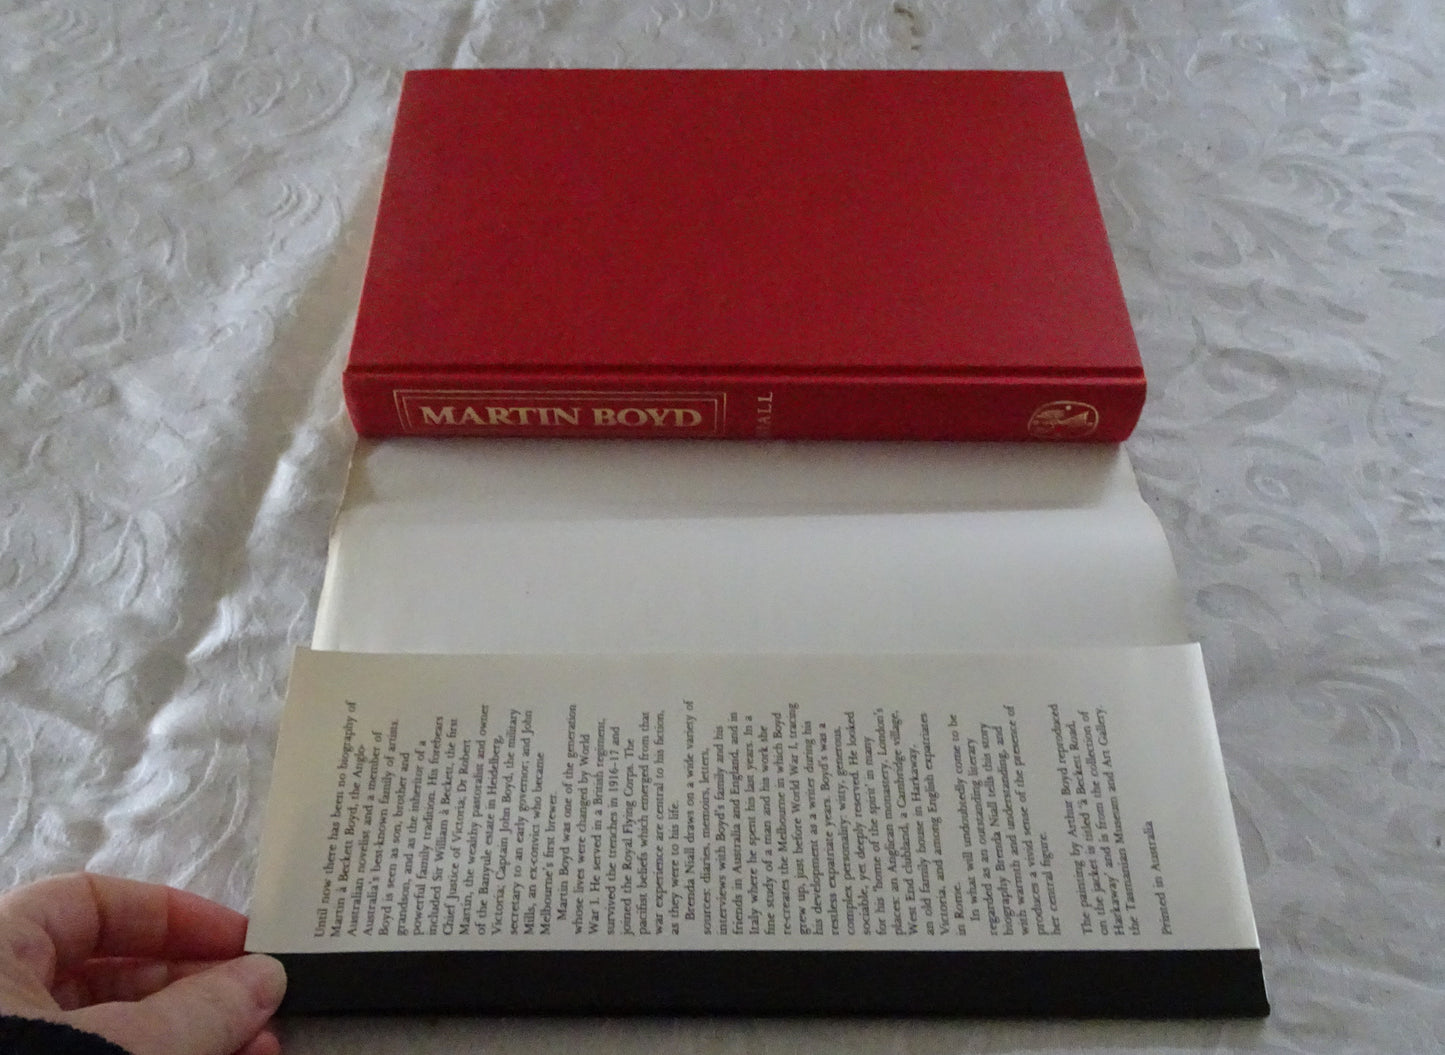 MARTIN BOYD
Until now there has been no biography of
Martin à Beckett Boyd, the Anglo-
Australian novelist and a member of
Australia's best-known family of artists.
Boyd is seen as son, brother and
grandson, and as the inheritor of a
powerful family tradition. His forebears
included Sir William à Beckett, the first
Chief Justice of Victoria; Dr Robert
Martin, the wealthy pastoralist and owner
of the Banyule estate in Heidelberg,
Victoria; Captain John Boyd, the military
secretary to an early governor; and John
Mills, an ex-convict who became
Melbourne's first brewer.
Martin Boyd was one of the generation
whose lives were changed by World
War I. He served in a British regiment,
survived the trenches in 1916–17 and
joined the Royal Flying Corps. The
pacifist beliefs which emerged from that
war experience are central to his fiction,
as they were to his life.
Brenda Niall draws on a wide variety of
sources: diaries, memoirs, letters,
interviews with Boyd's family and his
friends in Australia and England, and in
Italy where he spent his last years. In a
fine study of a man and his work she
re-creates the Melbourne in which Boyd
grew up, just before World War I, tracing
his development as a writer during his
restless expatriate years. Boyd's was a
complex personality: witty, generous,
sociable, yet deeply reserved. He looked
for his 'home of the spirit' in many
places: an Anglican monastery, London's
West End clubland, a Cambridge village,
an old family house in Harkaway,
Victoria, and among English expatriates
in Rome.
In what will undoubtedly come to be
regarded as an outstanding literary
biography Brenda Niall tells this story
with warmth and understanding, and
produces a vivid sense of the presence of
her central figure.
The painting by Arthur Boyd reproduced
on the jacket is titled 'à Beckett Road,
Harkaway' and is from the collection of
the Tasmanian Museum and Art Gallery.
Printed in Australia